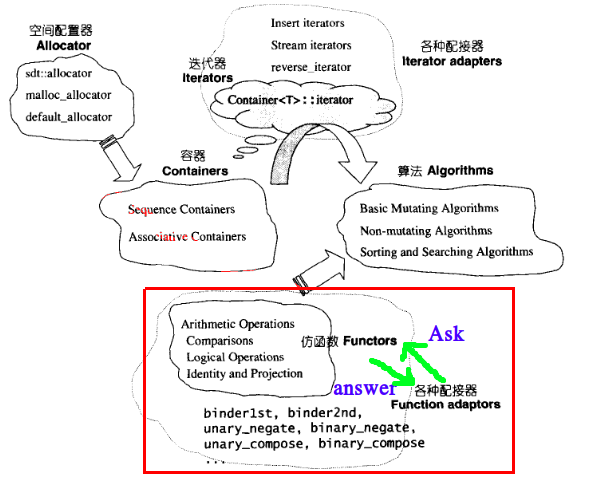 空间配置器
Allocator
sdt::allocator
malloc_allocator
default_allocator
Insert iterators
Stream iterators
reverse_iterator
迭代器
Iterators
各种配接器
Iterator adapters
Container<T>::iterator
容器
Containers
Sequence Containers
Associative Containers
算法 Algorithms
Basic Mutating Algorithms
Non-mutating Algorithms
Sorting and Searching Algorithms
Arithmetic Operations
Comparisons
Logical Operations
Identity and Projection
仿函数 Functors
Ask
answer
各种配接器
Function adaptors
binder1st, binder2nd,
unary_negate, binary_negate,
unary_compose, binary_compose
...